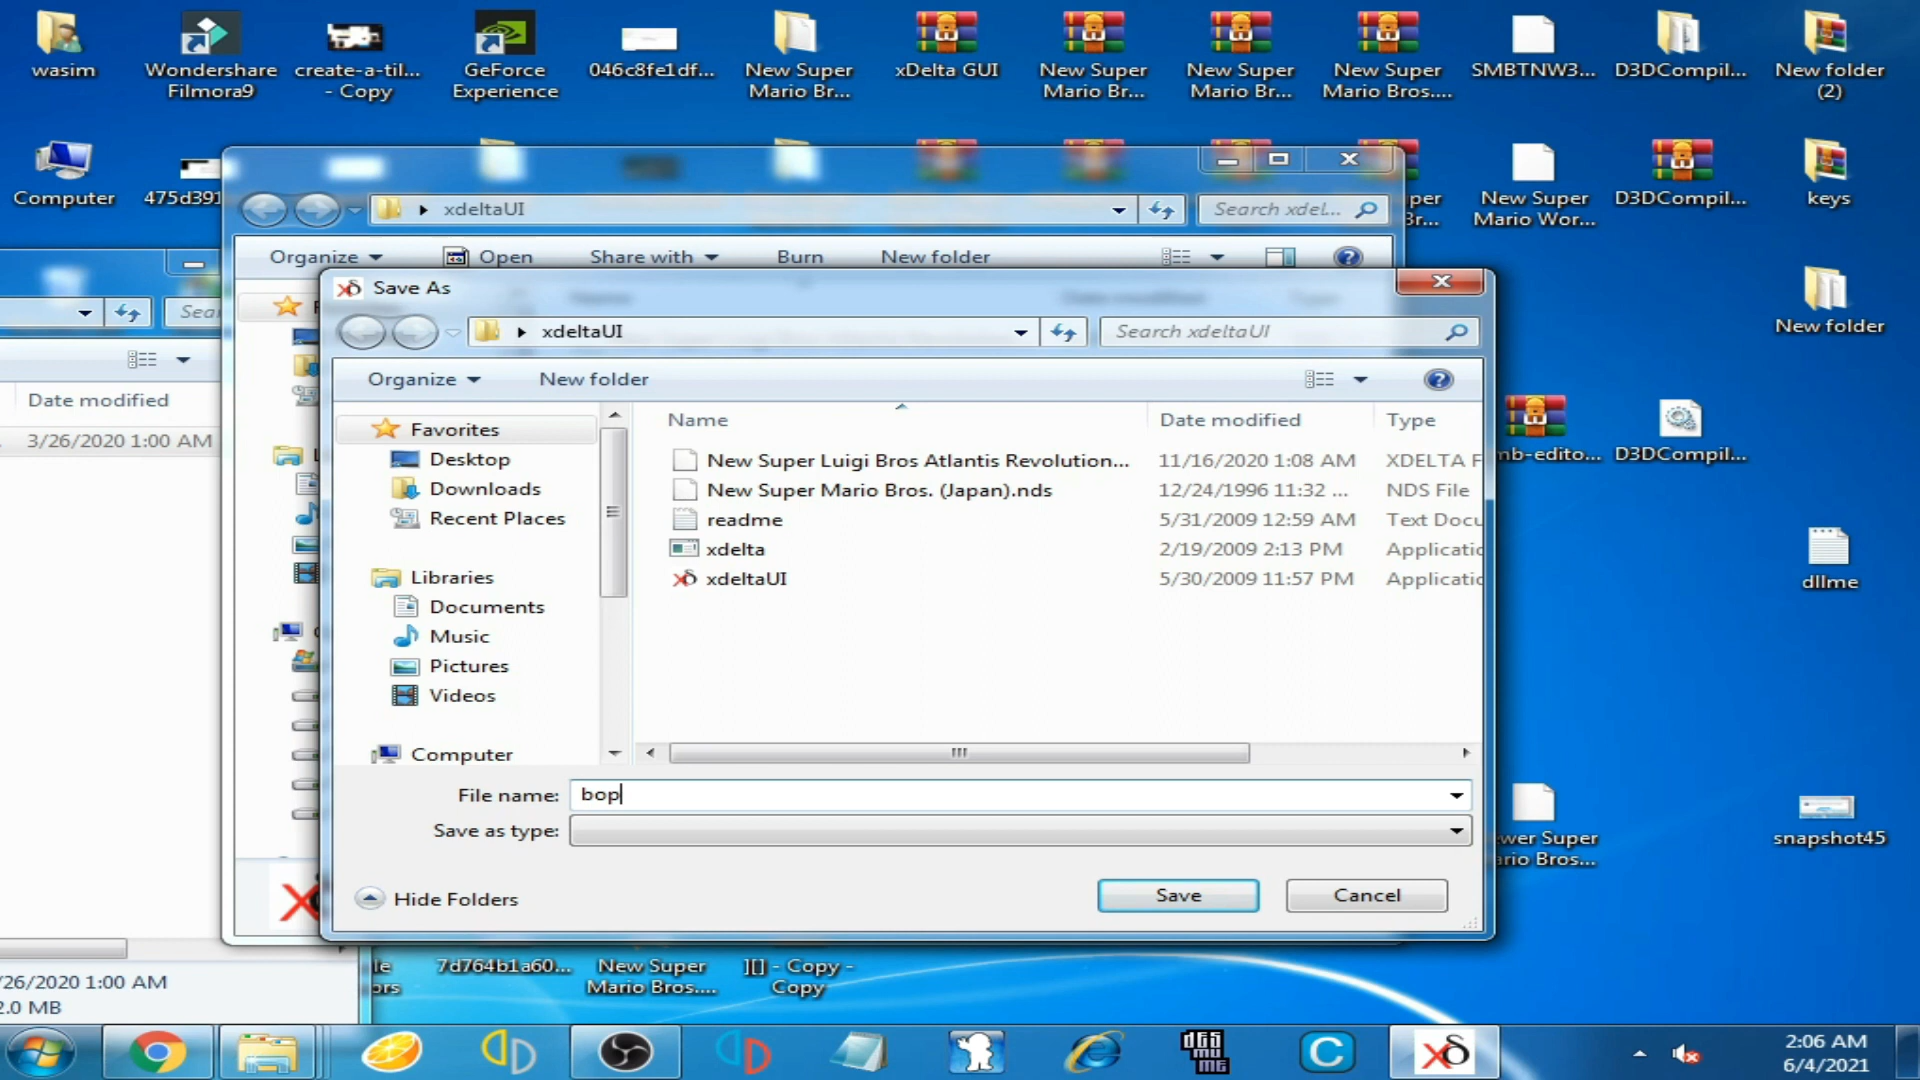 wasim
Wondershare
Filmora9
create-a-til...
- Copy
GeForce
Experience
046c8fe1df...
New Super
Mario Br...
xDelta GUI
New Super
Mario Br...
New Super
Mario Br...
New Super
Mario Bros....
SMBTNW3...
D3DCompil...
New folder
(2)
Computer
475d391
New Super
Mario Wor...
D3DCompil...
keys
New folder
mb-edito...
D3DCompil...
dllme
wer Super
ario Bros...
snapshot45
xdeltaUI
Search xdel...
Organize
Open
Share with
Burn
New folder
Date modified
3/26/2020 1:00 AM
Save As
xdeltaUI
Search xdeltaUI
Organize
New folder
Favorites
Desktop
Downloads
Recent Places
Libraries
Documents
Music
Pictures
Videos
Computer
Name Date modified Type
New Super Luigi Bros Atlantis Revolution... 11/16/2020 1:08 AM XDELTA F
New Super Mario Bros. (Japan).nds 12/24/1996 11:32 ... NDS File
readme 5/31/2009 12:59 AM Text Docu
xdelta 2/19/2009 2:13 PM Applicatic
xdeltaUI 5/30/2009 11:57 PM Applicatic
File name: bop
Save as type:
Hide Folders
Save
Cancel
/26/2020 1:00 AM
2.0 MB
7d764b1a60...
New Super
Mario Bros....
][] - Copy -
Copy
2:06 AM
6/4/2021